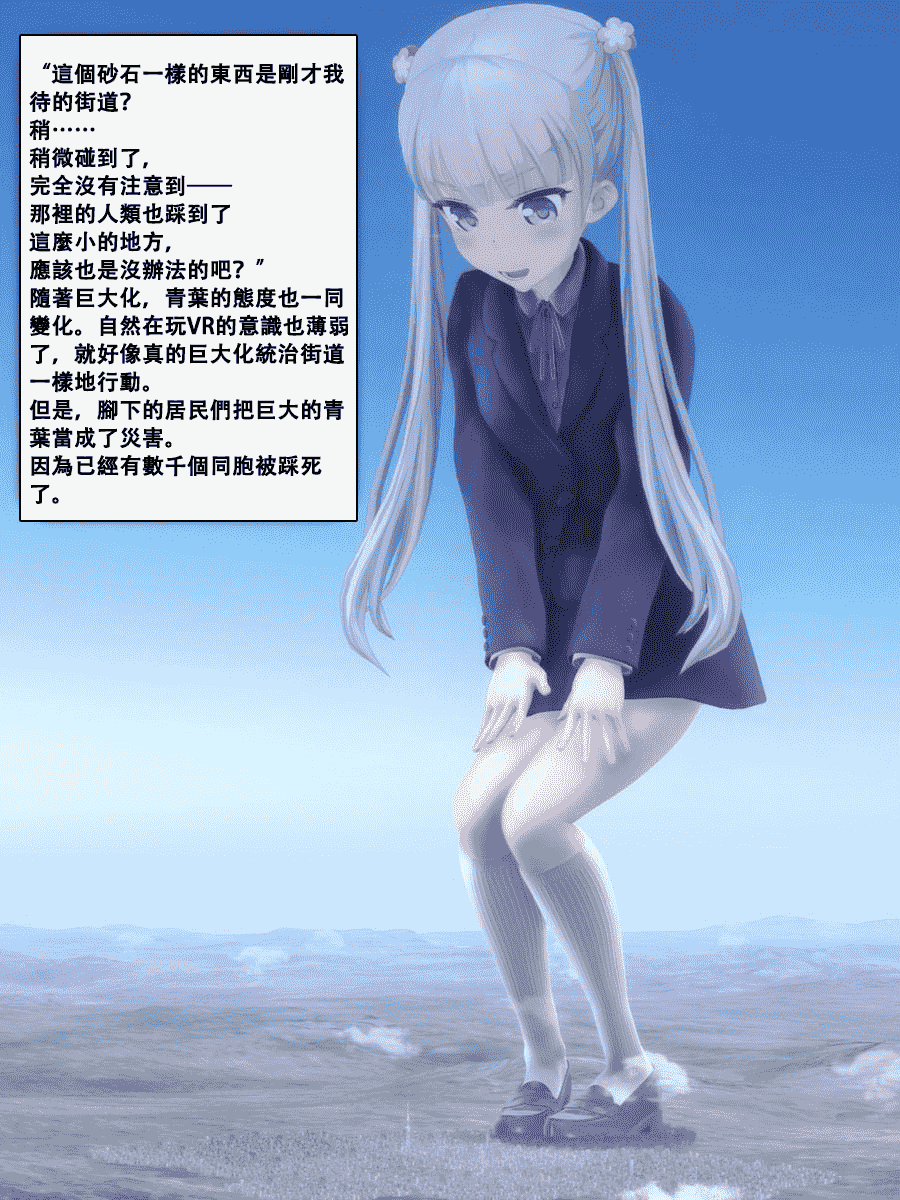 “這個砂石一樣的東西是剛才我
待的街道?
稍……
稍微碰到了,
完全沒有注意到——
那裡的人類也踩到了
這麼小的地方,
應該也是沒辦法的吧?”
隨著巨大化，青葉的態度也一同
變化。自然在玩VR的意識也薄弱
了，就好像真的巨大化統治街道
一樣地行動。
但是，腳下的居民們把巨大的青
葉當成了災害。
因為已經有數千個同胞被踩死
了。